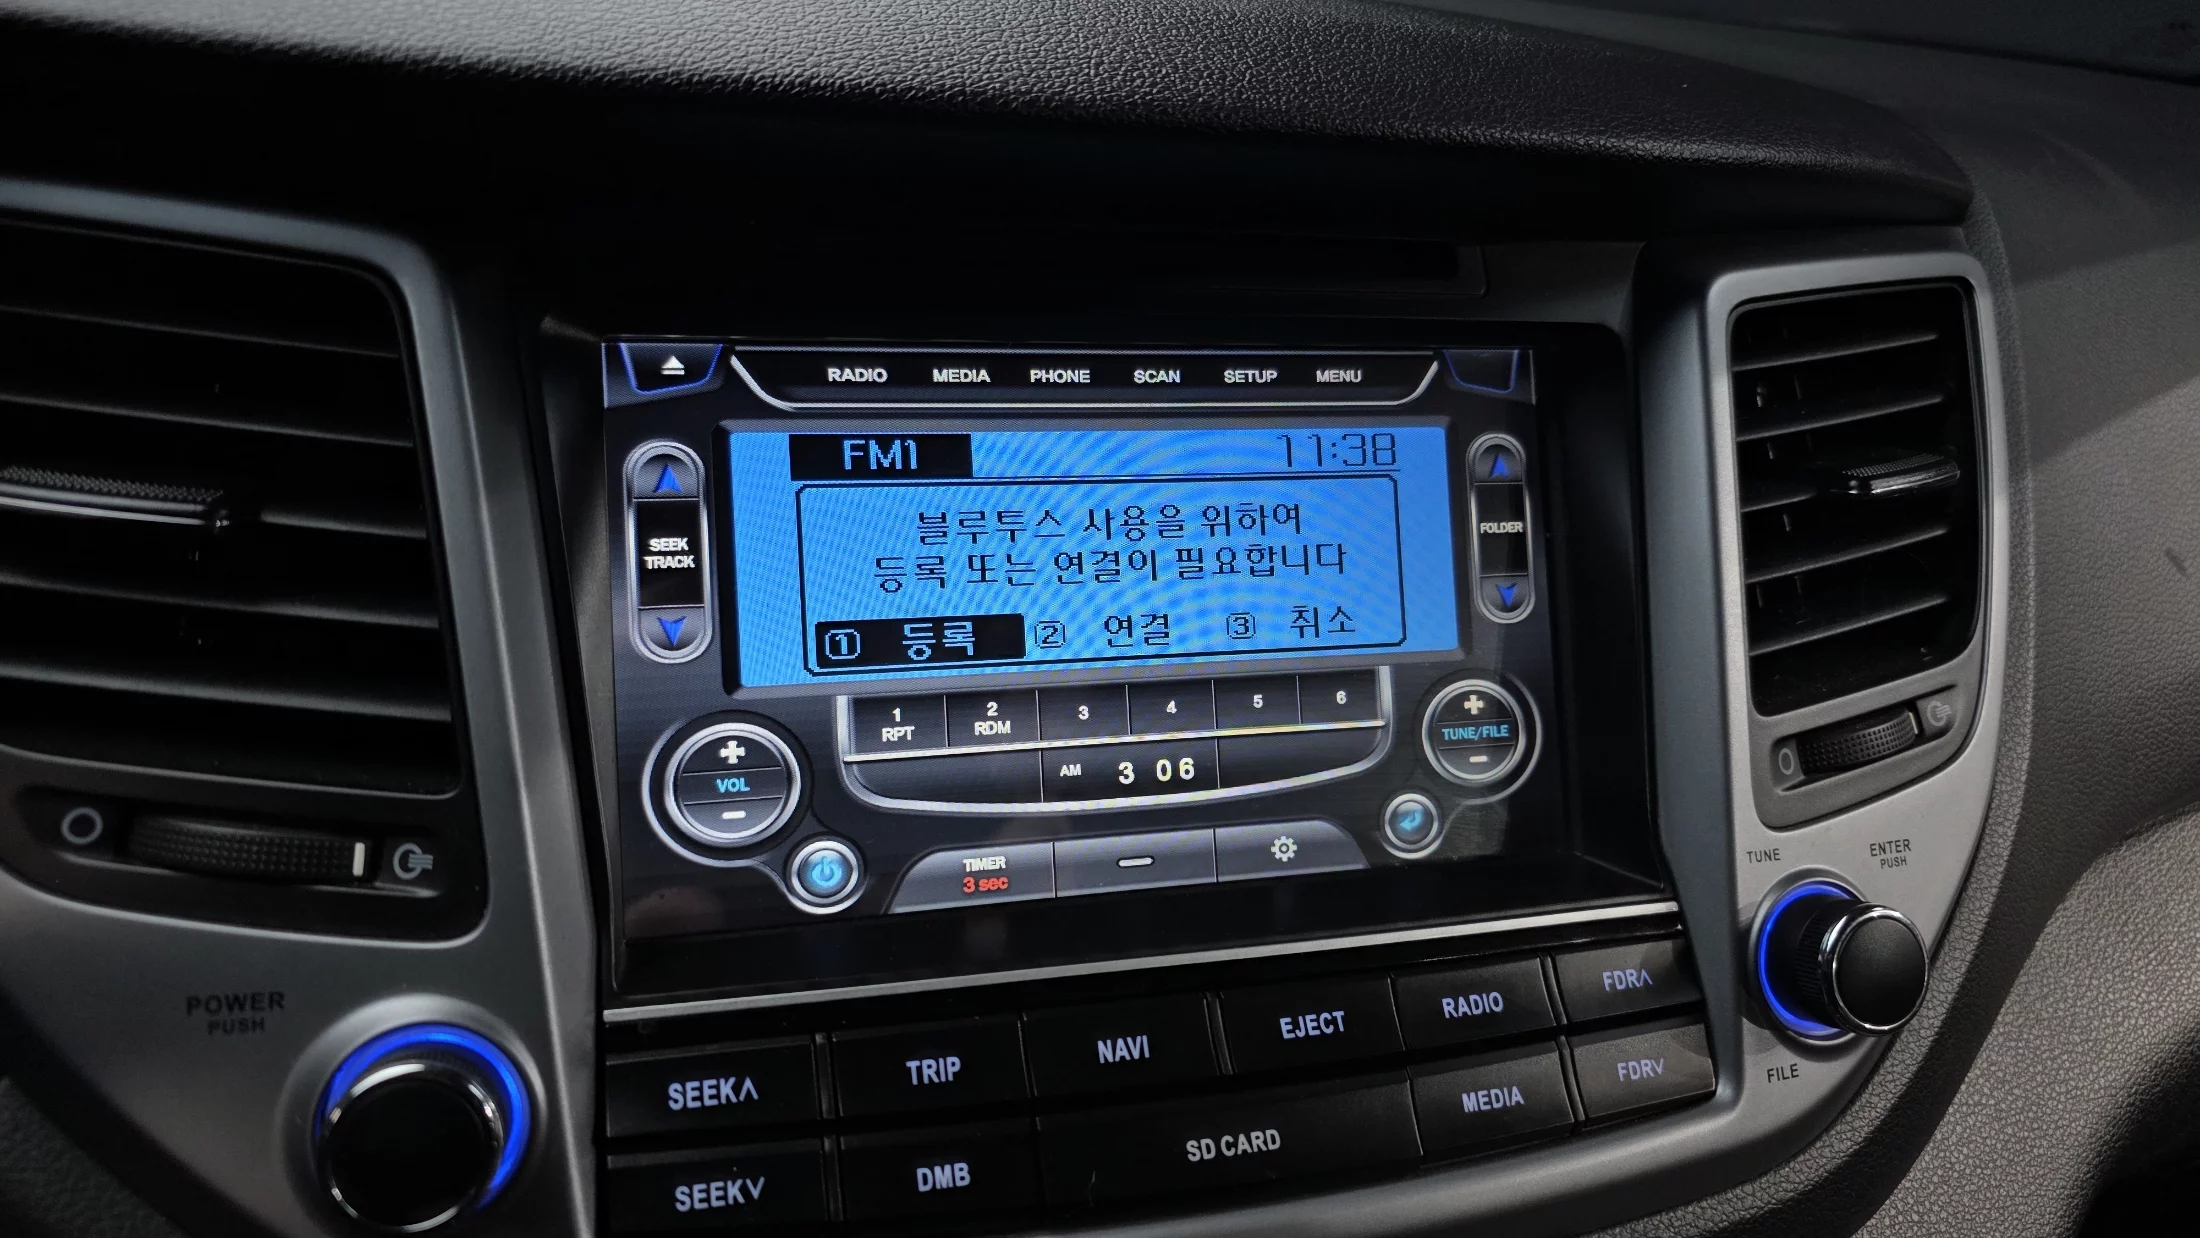 RADIO MEDIA PHONE SCAN SETUP MENU
FM1 11:38
SEEK
TRACK
FOLDER
블루투스 사용을 위하여
등록 또는 연결이 필요합니다
① 등록 ② 연결 ③ 취소
1 2 3 4 5 6
RPT RDM
VOL
TUNE/FILE
AM 3 06
TIMER
3 sec
TUNE
ENTER
PUSH
FILE
POWER
PUSH
SEEK∧ TRIP NAVI EJECT RADIO FDR∧
SEEK∨ DMB SD CARD MEDIA FDR∨